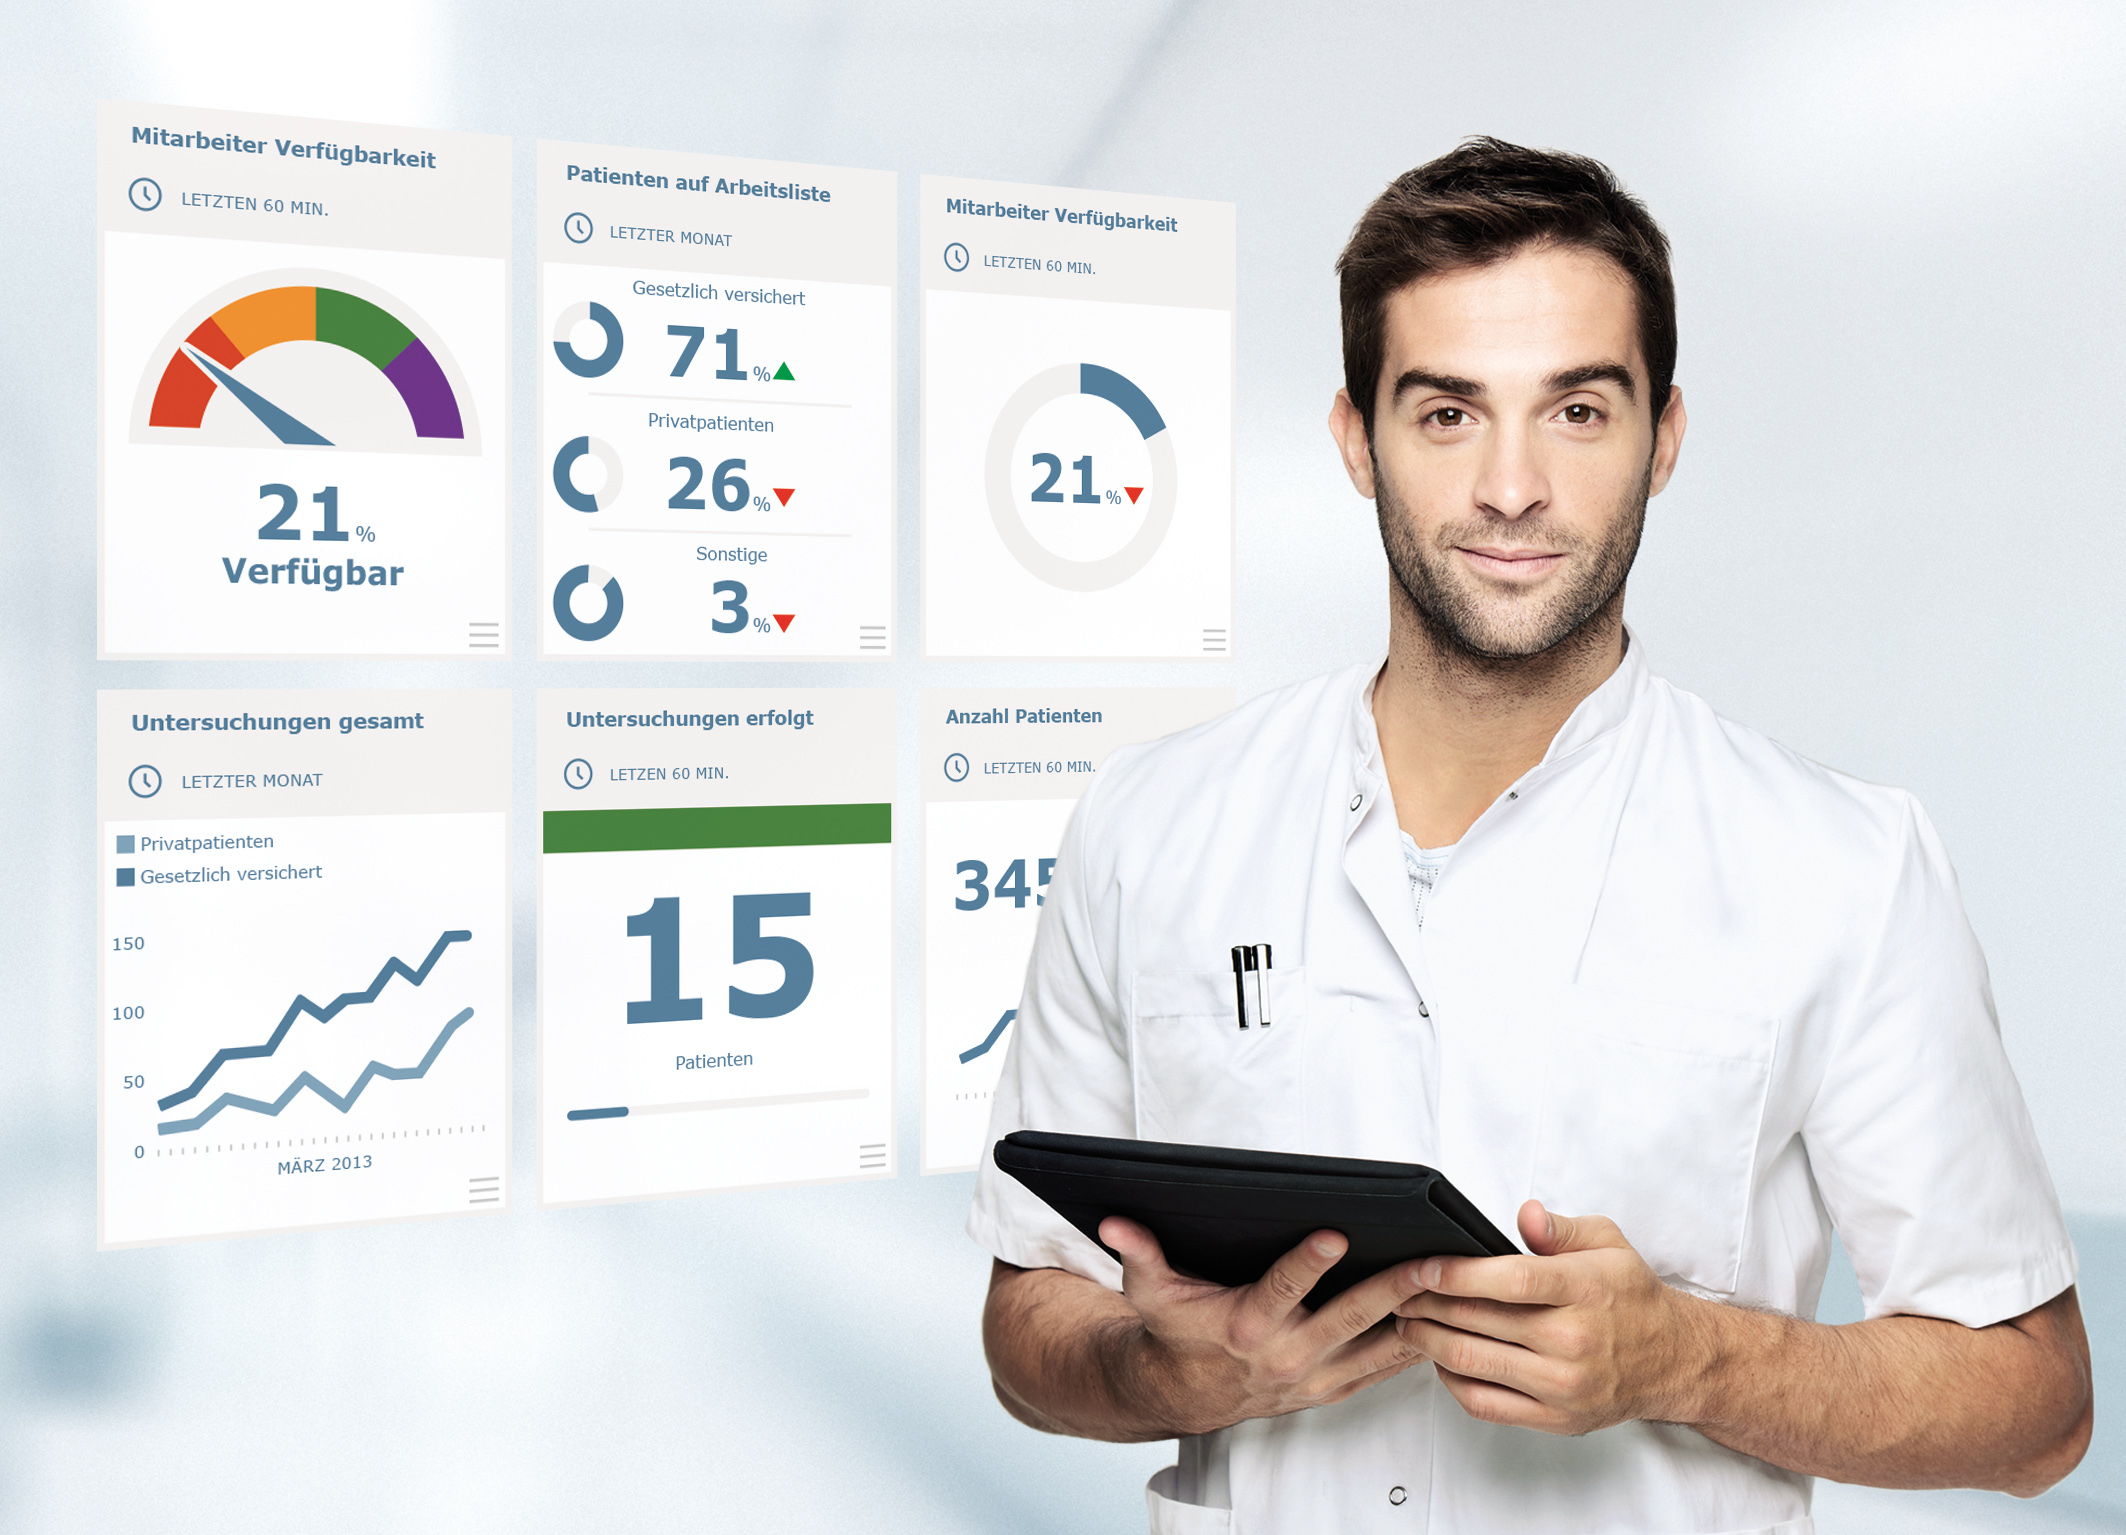 Mitarbeiter Verfügbarkeit
LETZTEN 60 MIN.
21 %
Verfügbar
Patienten auf Arbeitsliste
LETZTER MONAT
Gesetzlich versichert
71 %
Privatpatienten
26 %
Sonstige
3 %
Mitarbeiter Verfügbarkeit
LETZTEN 60 MIN.
21 %
Untersuchungen gesamt
LETZTER MONAT
Privatpatienten
Gesetzlich versichert
150
100
50
0
MÄRZ 2013
Untersuchungen erfolgt
LETZEN 60 MIN.
15
Patienten
Anzahl Patienten
LETZTEN 60 MIN.
345